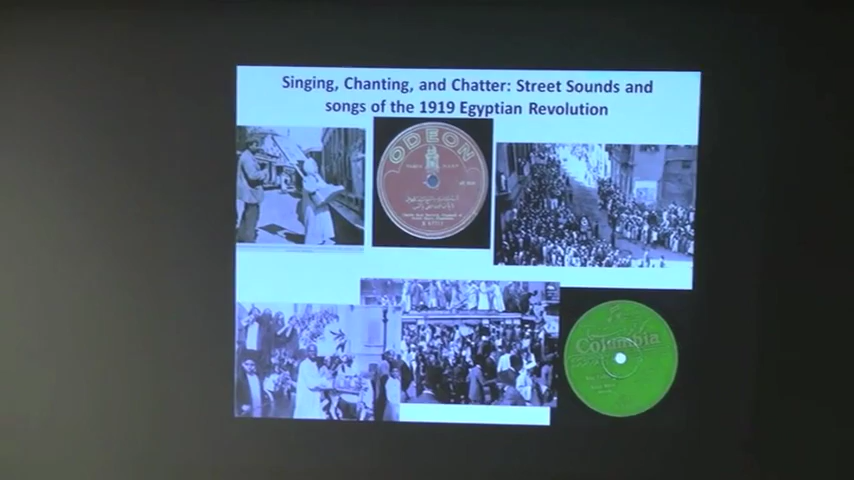 Singing, Chanting, and Chatter: Street Sounds and
songs of the 1919 Egyptian Revolution
ODEON
Columbia